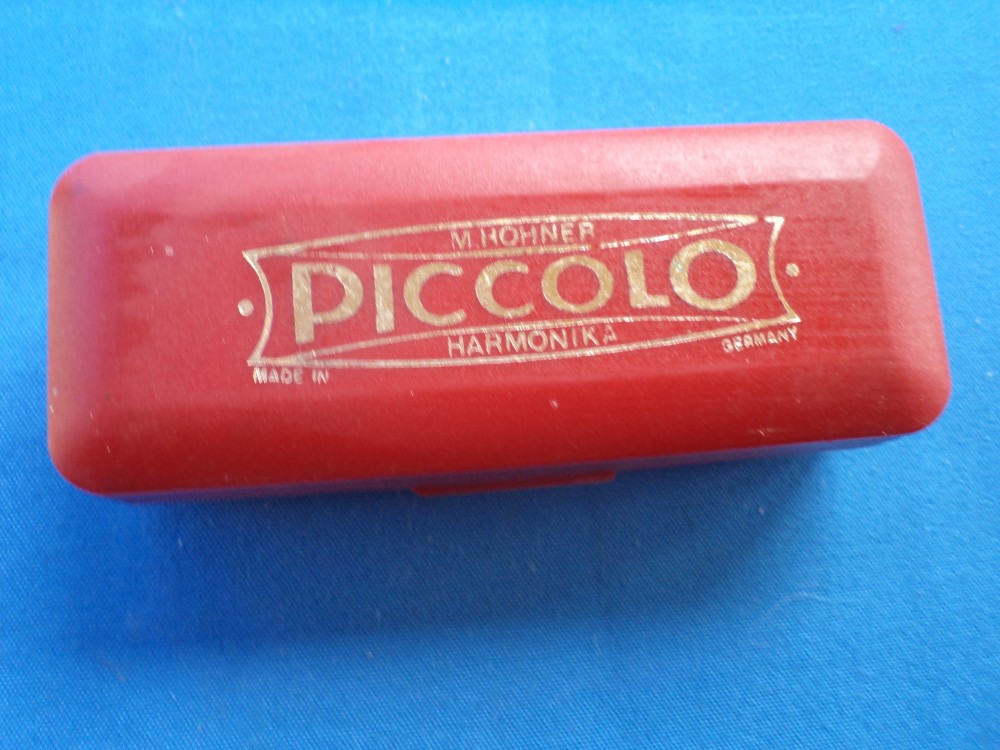 M. HOHNER
PICCOLO
HARMONIKA
MADE IN GERMANY